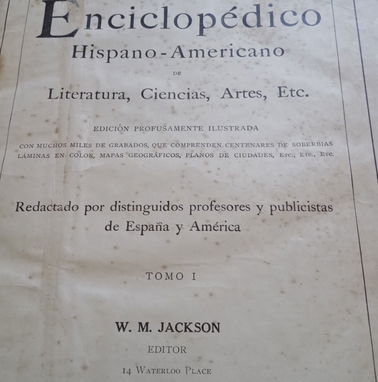 Enciclopédico
Hispano-Americano
DE
Literatura, Ciencias, Artes, Etc.
EDICIÓN PROFUSAMENTE ILUSTRADA
CON MUCHOS MILES DE GRABADOS, QUE COMPRENDEN CENTENARES DE SOBERBIAS
LÁMINAS EN COLOR, MAPAS GEOGRÁFICOS, PLANOS DE CIUDADES, ETC., ETC., ETC.
Redactado por distinguidos profesores y publicistas
de España y América
TOMO I
W. M. JACKSON
EDITOR
14 WATERLOO PLACE